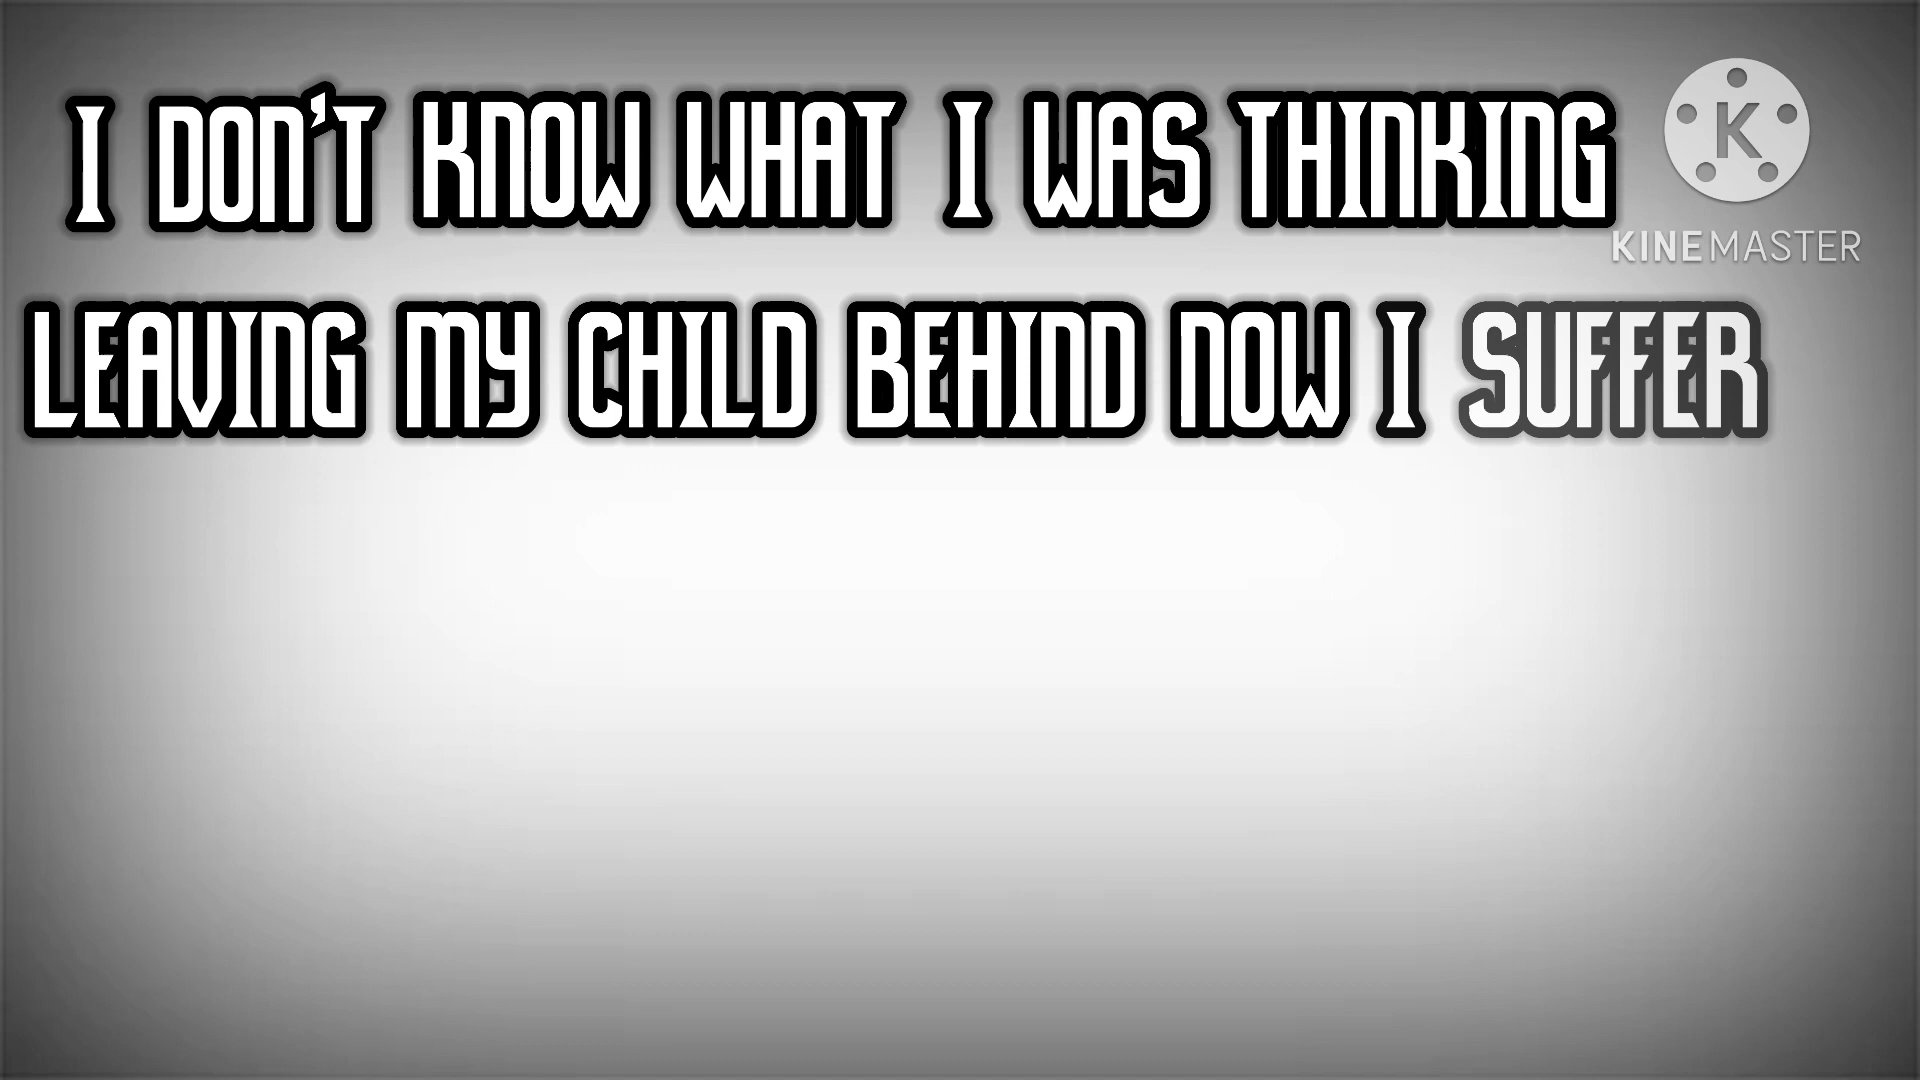 I DON'T KNOW WHAT I WAS THINKING
K
KINEMASTER
LEAVING MY CHILD BEHIND NOW I SUFFER